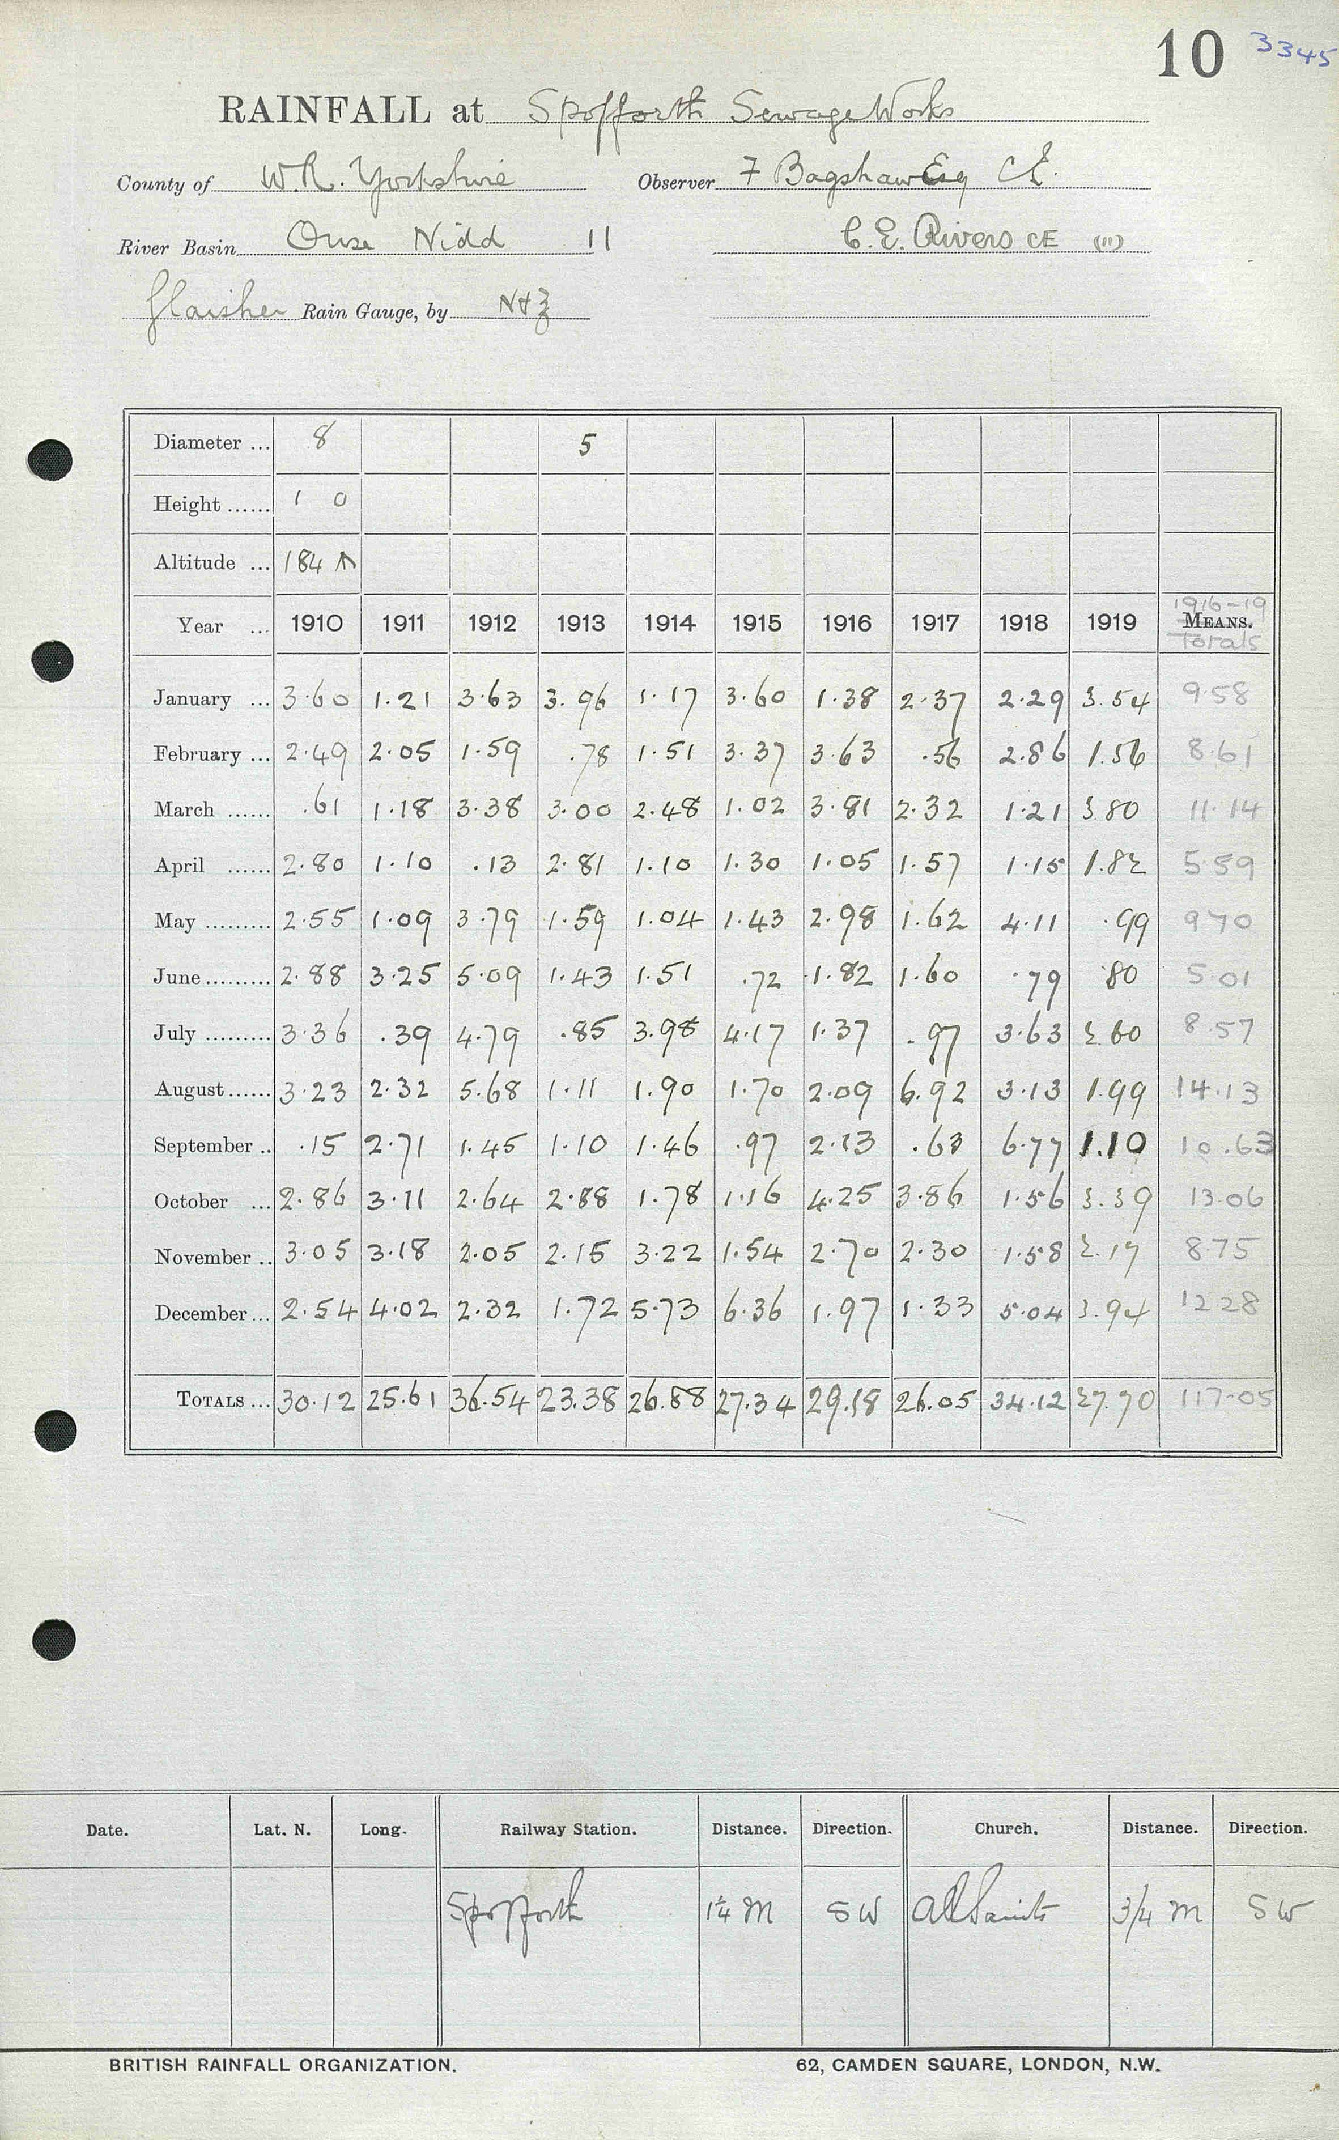 10 3345
RAINFALL at Spofforth Sewage Works
County of W R. Yorkshire Observer F Bagshaw Esq C.E.
River Basin Ouse Nidd 11 C. E. Rivers CE (11)
Glaisher Rain Gauge, by N & Z
Diameter ... 8 5
Height ...... 1 0
Altitude ... 184 ↑
1916-19
Year ... 1910 1911 1912 1913 1914 1915 1916 1917 1918 1919 MEANS.
Totals
January ... 3.60 1.21 3.63 3.96 1.17 3.60 1.38 2.37 2.29 3.54 9.58
February ... 2.49 2.05 1.59 .78 1.51 3.37 3.63 .56 2.86 1.56 8.61
March ...... .61 1.18 3.38 3.00 2.48 1.02 3.81 2.32 1.21 3.80 11.14
April ...... 2.80 1.10 .13 2.81 1.10 1.30 1.05 1.57 1.15 1.82 5.59
May ......... 2.55 1.09 3.79 1.59 1.04 1.43 2.98 1.62 4.11 .99 9.70
June ......... 2.88 3.25 5.09 1.43 1.51 .72 1.82 1.60 .79 .80 5.01
July ......... 3.36 .39 4.79 .85 3.98 4.17 1.37 .97 3.63 2.60 8.57
August ...... 3.23 2.32 5.68 1.11 1.90 1.70 2.09 6.92 3.13 1.99 14.13
September .. .15 2.71 1.45 1.10 1.46 .97 2.13 .63 6.77 1.10 10.63
October ... 2.86 3.11 2.64 2.88 1.78 1.16 4.25 3.86 1.56 3.39 13.06
November .. 3.05 3.18 2.05 2.15 3.22 1.54 2.70 2.30 1.58 2.17 8.75
December ... 2.54 4.02 2.32 1.72 5.73 6.36 1.97 1.33 5.04 3.94 12.28
TOTALS ... 30.12 25.61 36.54 23.38 26.88 27.34 29.18 26.05 34.12 27.70 117.05
Date. Lat. N. Long. Railway Station. Distance. Direction. Church. Distance. Direction.
Spofforth 1¼ M SW All Saints 3/4 M SW
BRITISH RAINFALL ORGANIZATION. 62, CAMDEN SQUARE, LONDON, N.W.